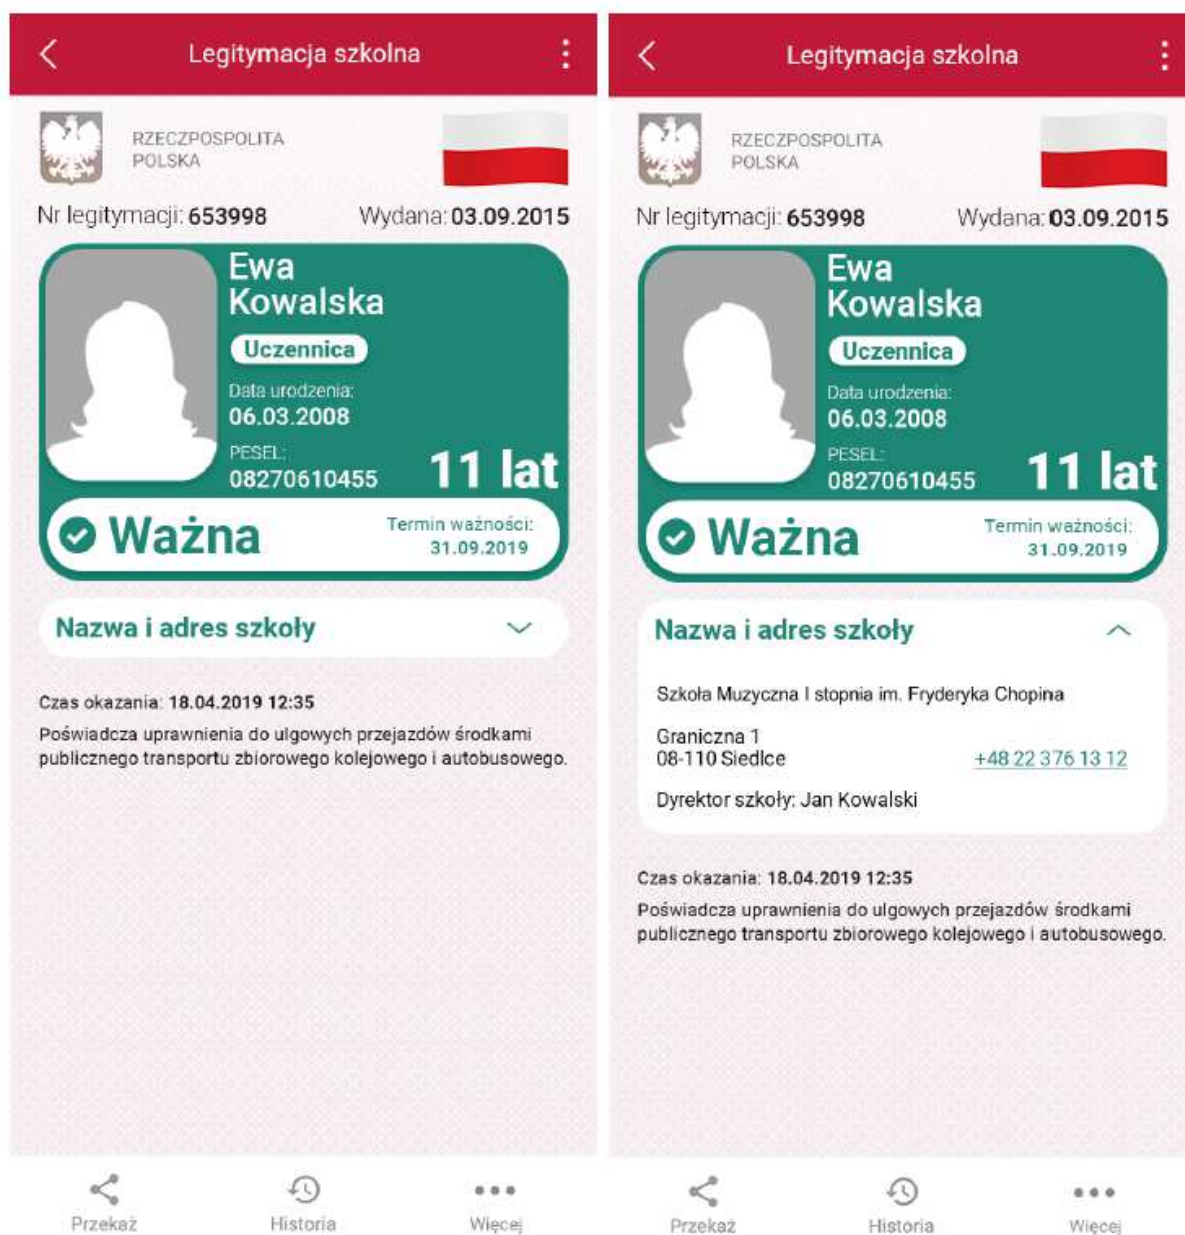 Legitymacja szkolna
RZECZPOSPOLITA
POLSKA
Nr legitymacji: 653998 Wydana: 03.09.2015
Ewa
Kowalska
Uczennica
Data urodzenia:
06.03.2008
PESEL:
08270610455
11 lat
Ważna
Termin ważności:
31.09.2019
Nazwa i adres szkoły
Czas okazania: 18.04.2019 12:35
Poświadcza uprawnienia do ulgowych przejazdów środkami
publicznego transportu zbiorowego kolejowego i autobusowego.
Przekaż Historia Więcej
Legitymacja szkolna
RZECZPOSPOLITA
POLSKA
Nr legitymacji: 653998 Wydana: 03.09.2015
Ewa
Kowalska
Uczennica
Data urodzenia:
06.03.2008
PESEL:
08270610455
11 lat
Ważna
Termin ważności:
31.09.2019
Nazwa i adres szkoły
Szkoła Muzyczna I stopnia im. Fryderyka Chopina
Graniczna 1
08-110 Siedlce +48 22 376 13 12
Dyrektor szkoły: Jan Kowalski
Czas okazania: 18.04.2019 12:35
Poświadcza uprawnienia do ulgowych przejazdów środkami
publicznego transportu zbiorowego kolejowego i autobusowego.
Przekaż Historia Więcej